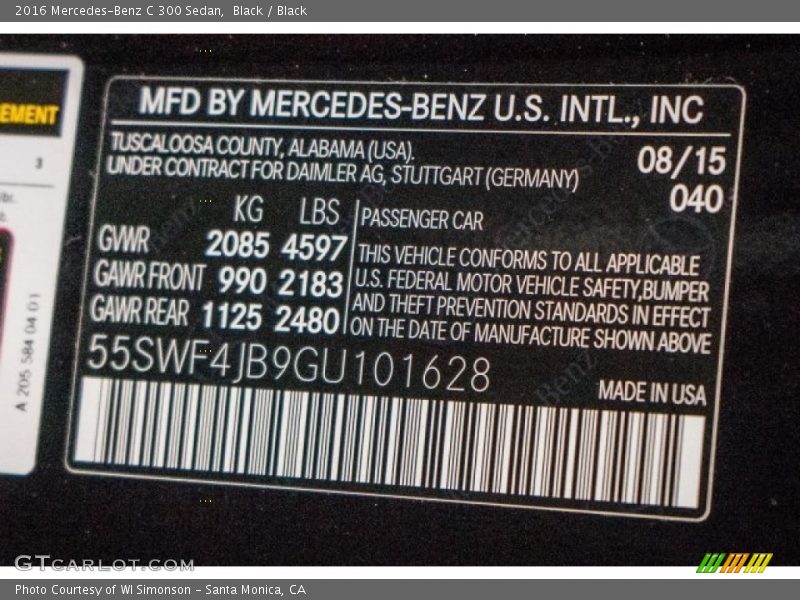 2016 Mercedes-Benz C 300 Sedan, Black / Black
EMENT
3
A 205 584 04 01
MFD BY MERCEDES-BENZ U.S. INTL., INC
TUSCALOOSA COUNTY, ALABAMA (USA).
UNDER CONTRACT FOR DAIMLER AG, STUTTGART (GERMANY)
08/15
040
KG LBS
GWR 2085 4597
GAWR FRONT 990 2183
GAWR REAR 1125 2480
PASSENGER CAR
THIS VEHICLE CONFORMS TO ALL APPLICABLE
U.S. FEDERAL MOTOR VEHICLE SAFETY,BUMPER
AND THEFT PREVENTION STANDARDS IN EFFECT
ON THE DATE OF MANUFACTURE SHOWN ABOVE
55SWF4JB9GU101628
MADE IN USA
GTCARLOT.COM
Photo Courtesy of WI Simonson - Santa Monica, CA